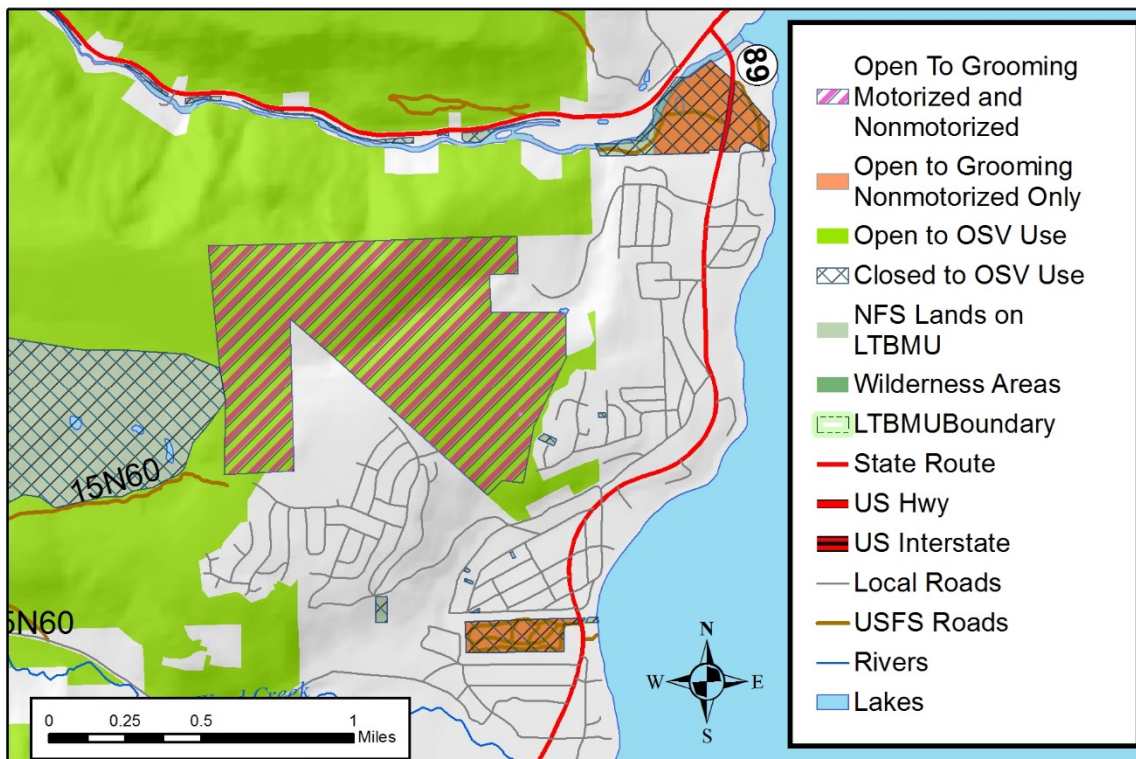 89
15N60
5N60
Creek
0 0.25 0.5 1
Miles
N
W E
S
Open To Grooming
Motorized and
Nonmotorized
Open to Grooming
Nonmotorized Only
Open to OSV Use
Closed to OSV Use
NFS Lands on
LTBMU
Wilderness Areas
LTBMUBoundary
State Route
US Hwy
US Interstate
Local Roads
USFS Roads
Rivers
Lakes